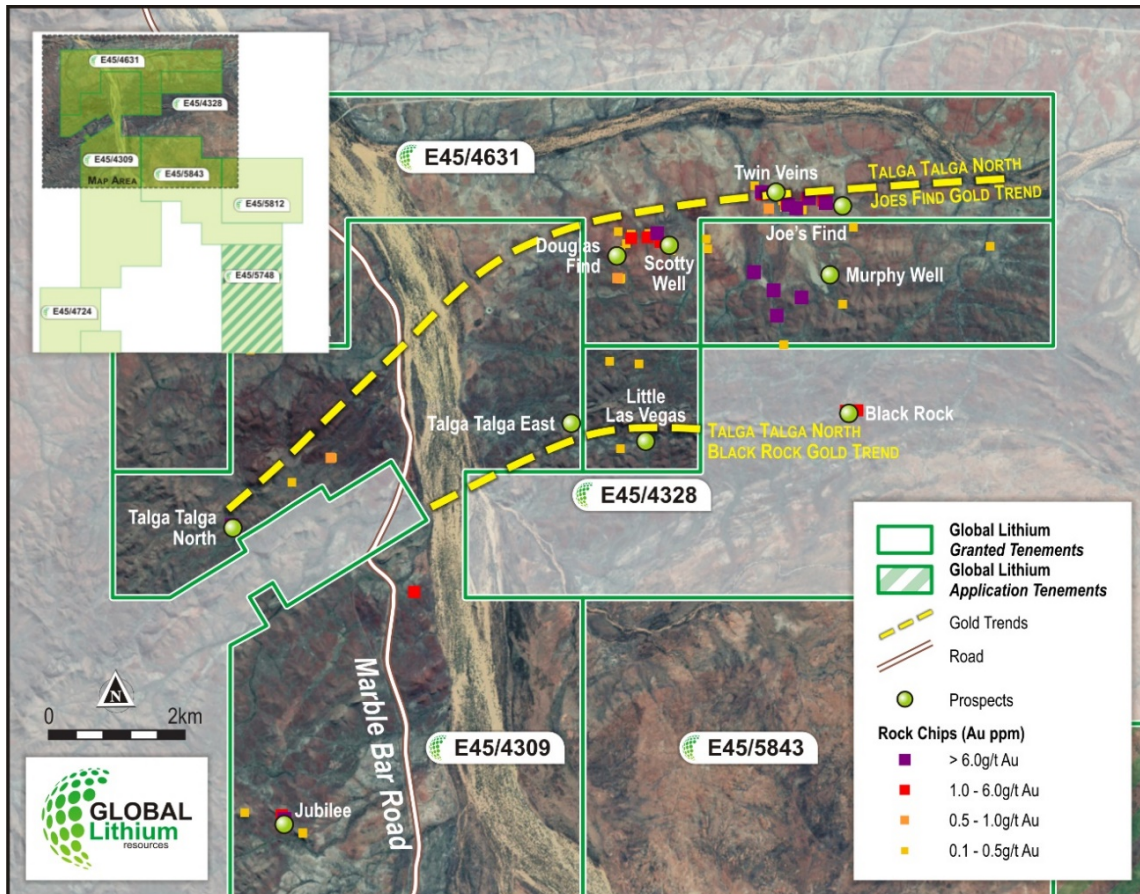 E45/4631
E45/4328
E45/4309
MAP AREA
E45/5843
E45/5812
E45/5748
E45/4724
E45/4631
Twin Veins
TALGA TALGA NORTH
JOES FIND GOLD TREND
Joe's Find
Douglas
Find
Scotty
Well
Murphy Well
Little
Las Vegas
Talga Talga East
Black Rock
TALGA TALGA NORTH
BLACK ROCK GOLD TREND
E45/4328
Talga Talga
North
Marble Bar Road
E45/4309
E45/5843
Jubilee
N
0 2km
GLOBAL
Lithium
resources
Global Lithium
Granted Tenements
Global Lithium
Application Tenements
Gold Trends
Road
Prospects
Rock Chips (Au ppm)
> 6.0g/t Au
1.0 - 6.0g/t Au
0.5 - 1.0g/t Au
0.1 - 0.5g/t Au